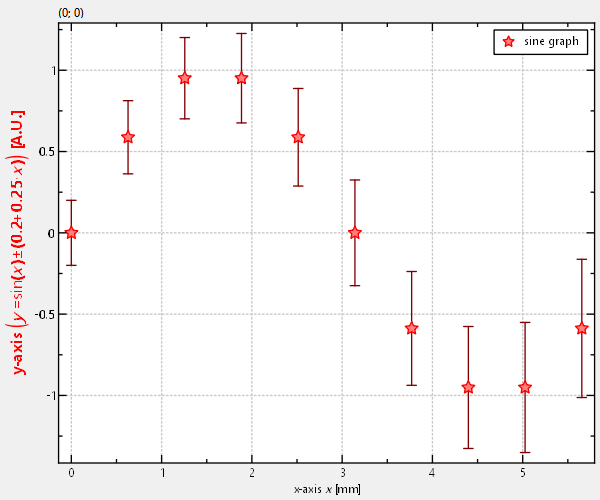 (0; 0)
sine graph
y-axis (y =sin(x)±(0.2+0.25·x)) [A.U.]
1
0.5
0
-0.5
-1
0 1 2 3 4 5
x-axis x [mm]